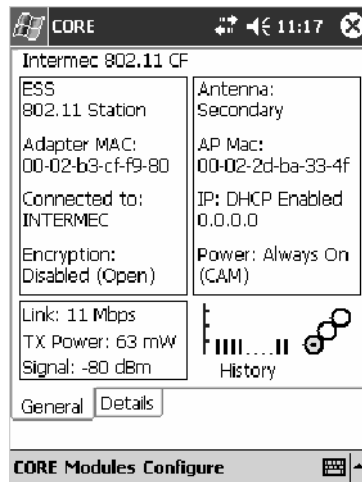 CORE 11:17
Intermec 802.11 CF
ESS
802.11 Station
Adapter MAC:
00-02-b3-cf-f9-80
Connected to:
INTERMEC
Encryption:
Disabled (Open)
Antenna:
Secondary
AP Mac:
00-02-2d-ba-33-4f
IP: DHCP Enabled
0.0.0.0
Power: Always On
(CAM)
Link: 11 Mbps
TX Power: 63 mW
Signal: -80 dBm
History
General Details
CORE Modules Configure